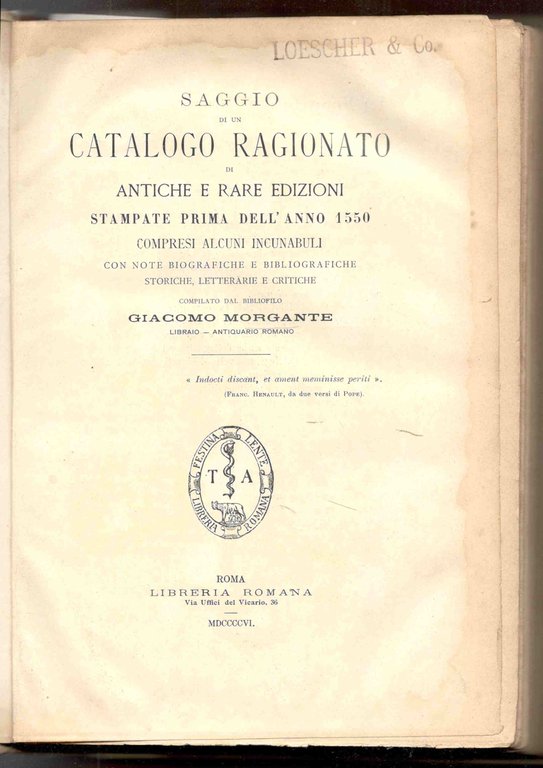 LOESCHER & Co.
SAGGIO
DI UN
CATALOGO RAGIONATO
DI
ANTICHE E RARE EDIZIONI
STAMPATE PRIMA DELL'ANNO 1550
COMPRESI ALCUNI INCUNABULI
CON NOTE BIOGRAFICHE E BIBLIOGRAFICHE
STORICHE, LETTERARIE E CRITICHE
COMPILATO DAL BIBLIOFILO
GIACOMO MORGANTE
LIBRAIO — ANTIQUARIO ROMANO
« Indocti discant, et ament meminisse periti ».
(FRANC. RENAULT, da due versi di POPE).
FESTINA LENTE
T A
LIBRERIA ROMANA
ROMA
LIBRERIA ROMANA
Via Uffici del Vicario, 36
MDCCCCVI.